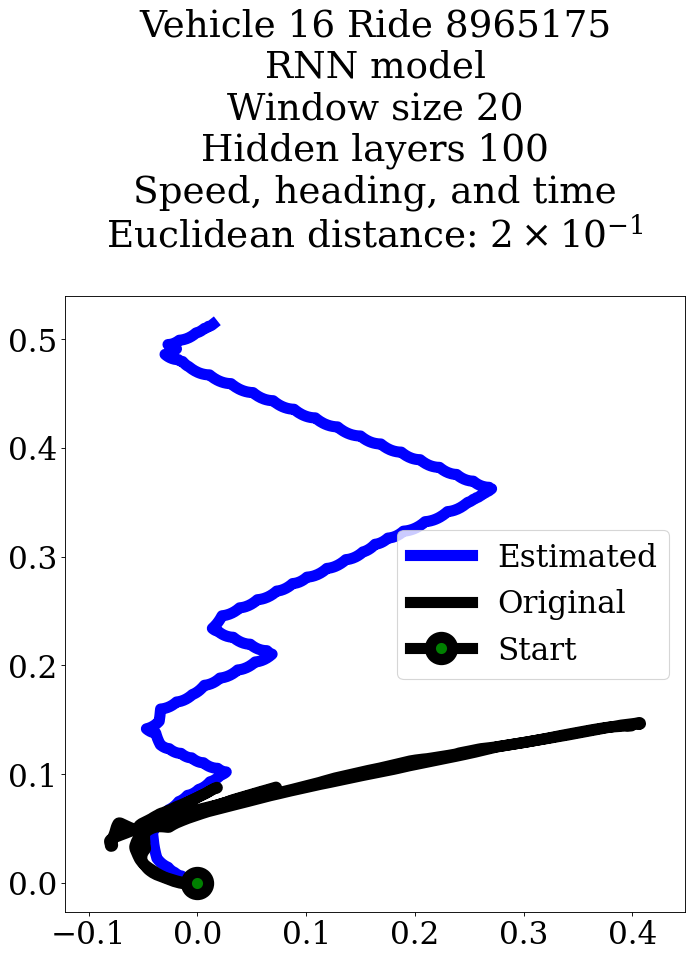 Vehicle 16 Ride 8965175
RNN model
Window size 20
Hidden layers 100
Speed, heading, and time
Euclidean distance: 2 × 10⁻¹
0.5
0.4
0.3
0.2
0.1
0.0
Estimated
Original
Start
−0.1 0.0 0.1 0.2 0.3 0.4